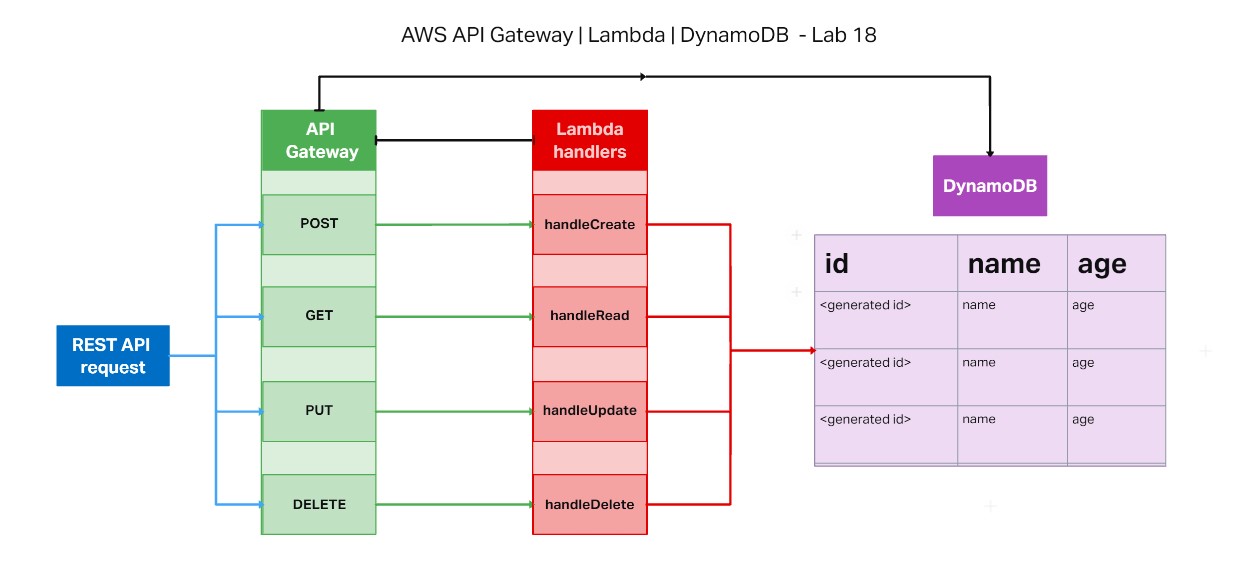 AWS API Gateway | Lambda | DynamoDB - Lab 18
API
Gateway
Lambda
handlers
DynamoDB
POST
handleCreate
GET
handleRead
REST API
request
PUT
handleUpdate
DELETE
handleDelete
id name age
<generated id> name age
<generated id> name age
<generated id> name age